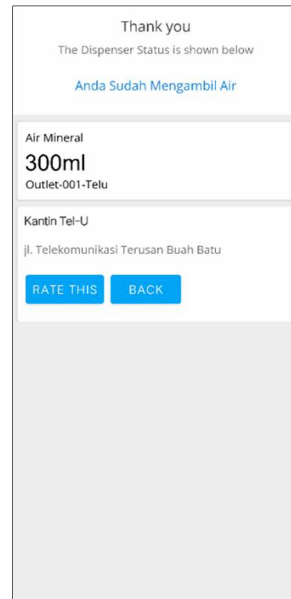 Thank you
The Dispenser Status is shown below
Anda Sudah Mengambil Air
Air Mineral
300ml
Outlet-001-Telu
Kantin Tel-U
jl. Telekomunikasi Terusan Buah Batu
RATE THIS BACK